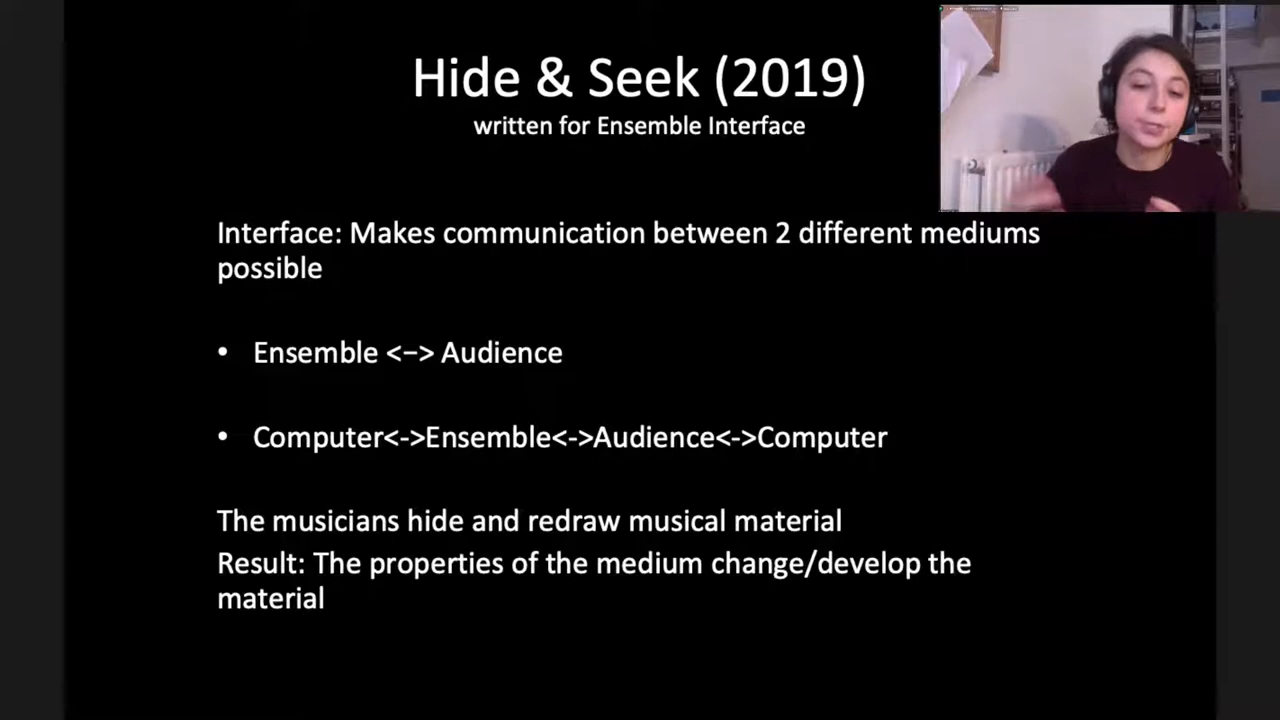 Hide & Seek (2019)
written for Ensemble Interface
Interface: Makes communication between 2 different mediums
possible
• Ensemble <–> Audience
• Computer<->Ensemble<->Audience<->Computer
The musicians hide and redraw musical material
Result: The properties of the medium change/develop the
material